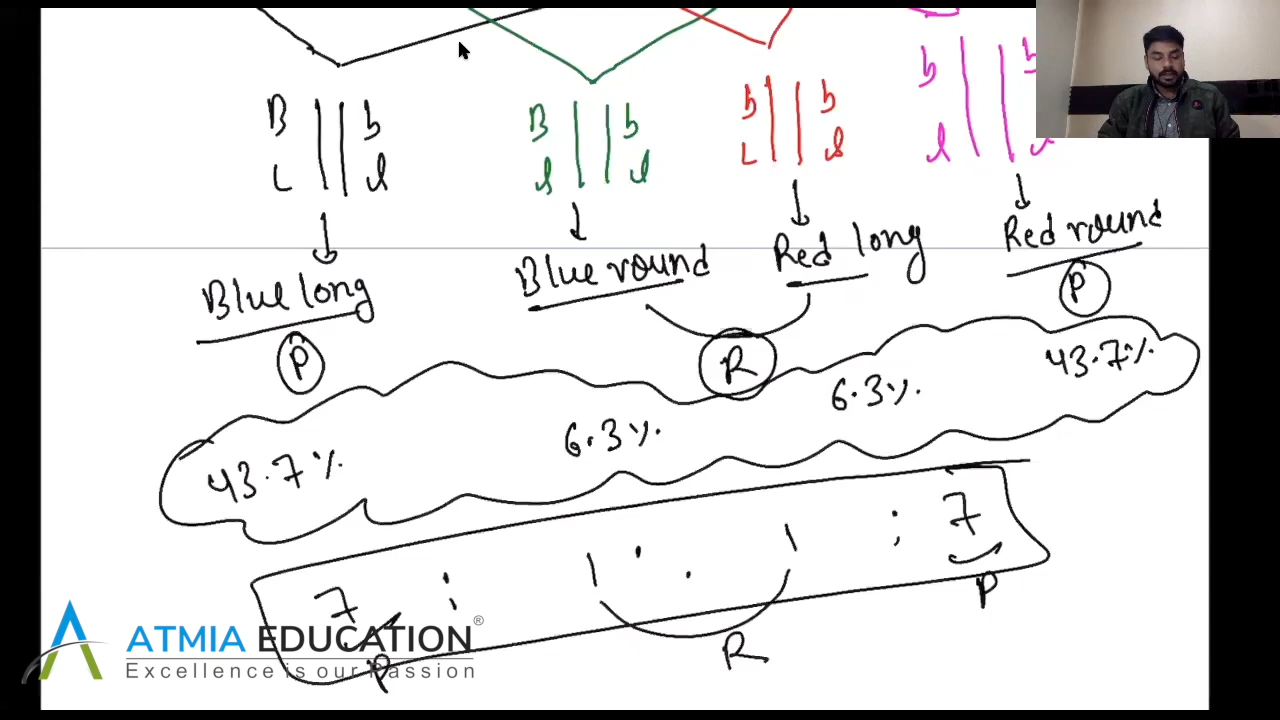 B b B b b b b b
L l l l L l l l
Blue long Blue round Red long Red round
P R P
43.7% 6.3% 6.3% 43.7%
7 : 1 : 1 : 7
P R P
ATMIA EDUCATION®
Excellence is our Passion